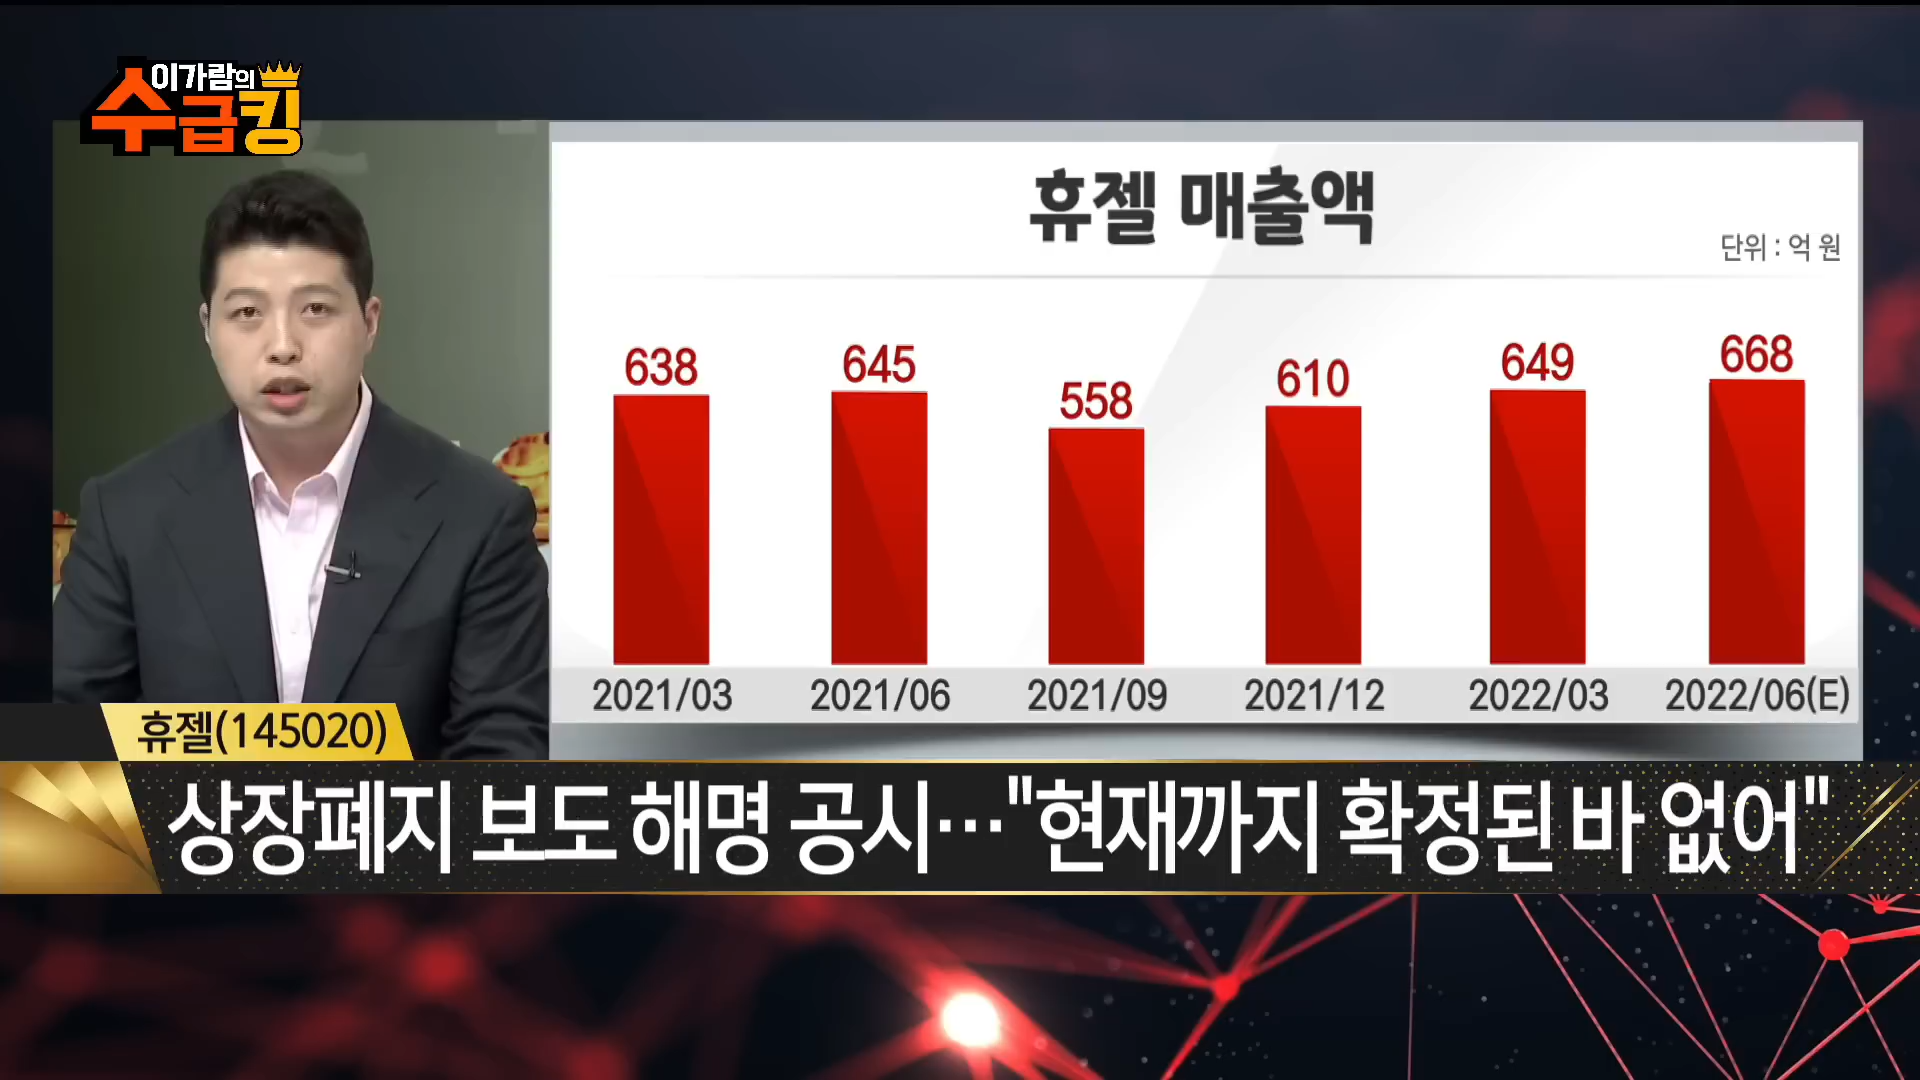 이가람의
수급킹
휴젤 매출액
단위 : 억 원
638 645 558 610 649 668
2021/03 2021/06 2021/09 2021/12 2022/03 2022/06(E)
휴젤(145020)
상장폐지 보도 해명 공시…"현재까지 확정된 바 없어"